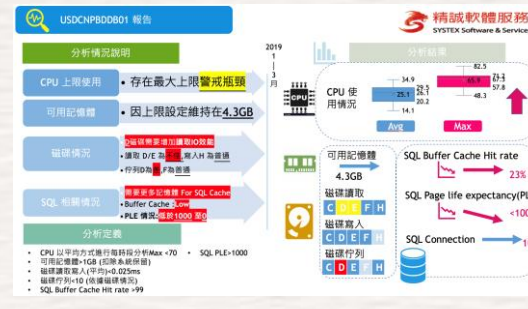 USDCNPBDDB01 報告
精誠軟體服務
SYSTEX Software & Service
分析情況說明
2019
1
|
3
月
分析結果
CPU 上限使用
• 存在最大上限警戒瓶頸
可用記憶體
• 因上限設定維持在4.3GB
磁碟情況
D磁碟需要增加讀取IO效能
• 讀取 D/E 為 ,寫入H 為普通
• 佇列D為 ,F為普通
SQL 相關情況
需要更多記憶體 For SQL Cache
• Buffer Cache : Low
• PLE 情況:低於1000 至0
分析定義
• CPU 以平均方式進行每時段分析Max <70
• SQL PLE>1000
• 可用記憶體>1GB (扣除系統保留)
• 磁碟讀取寫入(平均)<0.025ms
• 磁碟佇列<10 (依據磁碟情況)
• SQL Buffer Cache Hit rate >99
CPU
CPU 使用情況
34.9
29.5
26.1
25.1
20.2
14.1
Avg
82.5
65.9
57.8
48.3
Max
可用記憶體
4.3GB
磁碟讀取
C D E F H
磁碟寫入
C D E F H
磁碟佇列
C D E F H
SQL Buffer Cache Hit rate
23%
SQL Page life expectancy(PL
<100
SQL Connection